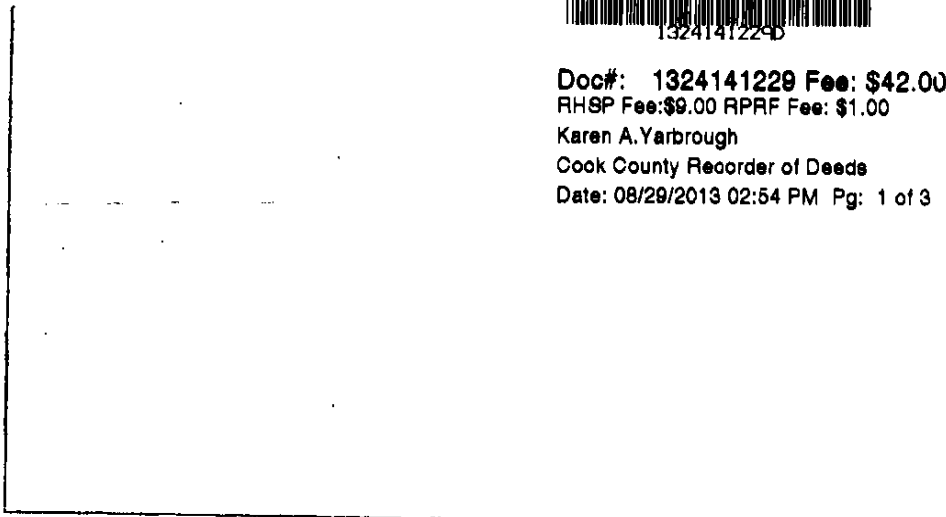 1324141229D
Doc#: 1324141229 Fee: $42.00
RHSP Fee:$9.00 RPRF Fee: $1.00
Karen A.Yarbrough
Cook County Recorder of Deeds
Date: 08/29/2013 02:54 PM Pg: 1 of 3